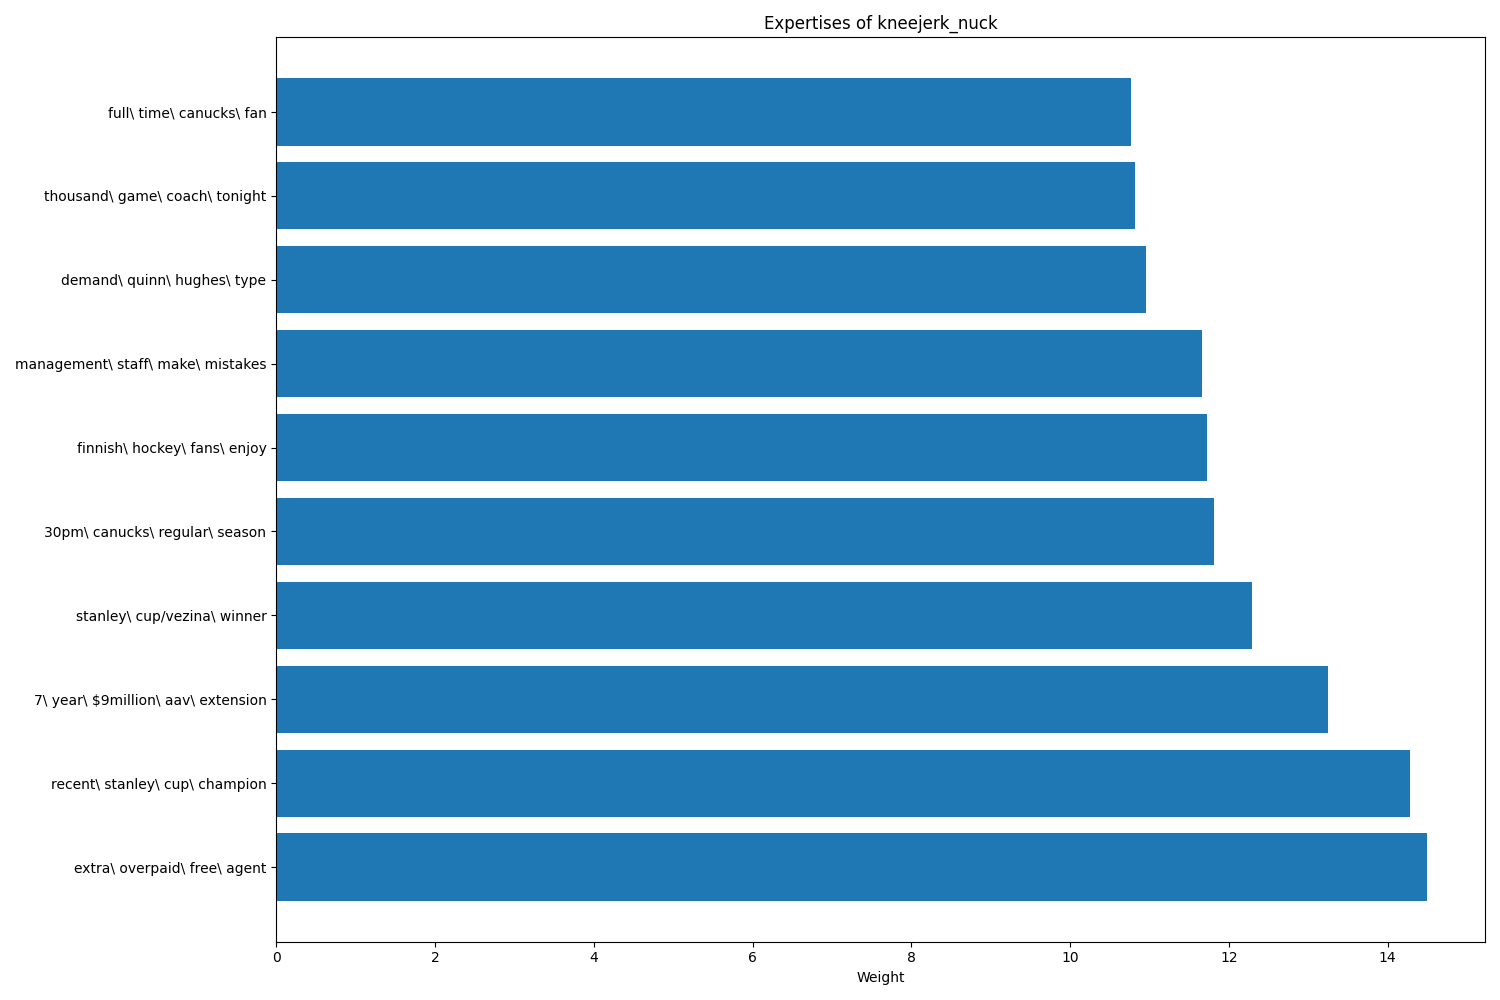 Expertises of kneejerk_nuck
full\ time\ canucks\ fan
thousand\ game\ coach\ tonight
demand\ quinn\ hughes\ type
management\ staff\ make\ mistakes
finnish\ hockey\ fans\ enjoy
30pm\ canucks\ regular\ season
stanley\ cup/vezina\ winner
7\ year\ $9million\ aav\ extension
recent\ stanley\ cup\ champion
extra\ overpaid\ free\ agent
0 2 4 6 8 10 12 14
Weight